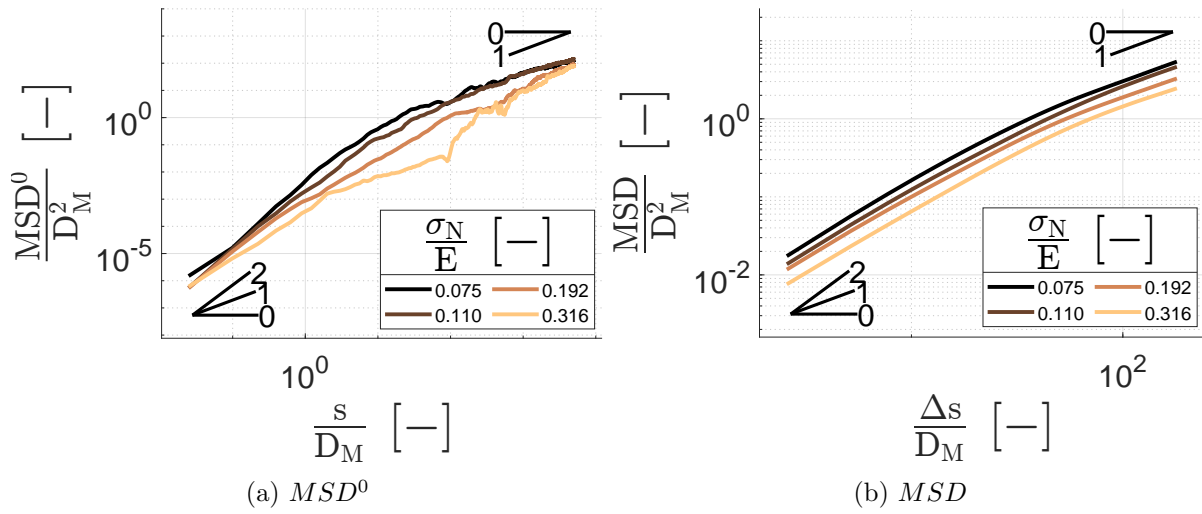 MSD⁰ / D_M² [—]
10⁰
10⁻⁵
0
1
2
1
0
σ_N / E [—]
0.075 0.192
0.110 0.316
10⁰
s / D_M [—]
(a) MSD⁰
MSD / D_M² [—]
10⁰
10⁻²
0
1
2
1
0
σ_N / E [—]
0.075 0.192
0.110 0.316
10²
Δs / D_M [—]
(b) MSD